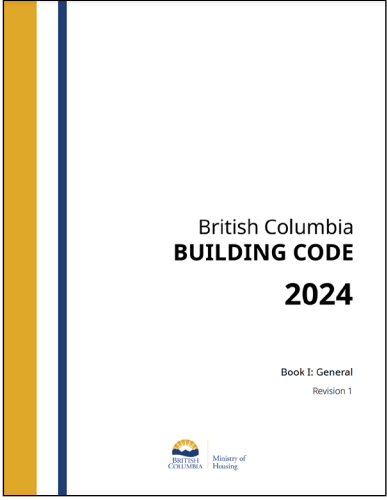 British Columbia
BUILDING CODE
2024
Book I: General
Revision 1
BRITISH
COLUMBIA
Ministry of
Housing